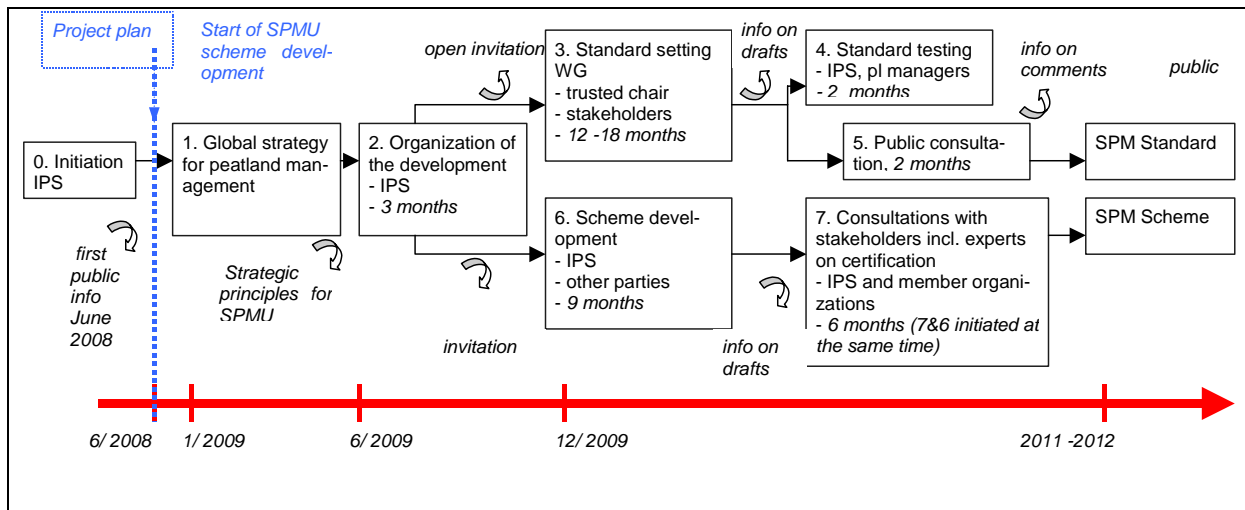 Project plan
Start of SPMU
scheme devel-
opment
0. Initiation
IPS
first
public
info
June
2008
1. Global strategy
for peatland man-
agement
Strategic
principles for
SPMU
2. Organization of
the development
- IPS
- 3 months
open invitation
3. Standard setting
WG
- trusted chair
- stakeholders
- 12 -18 months
info on
drafts
4. Standard testing
- IPS, pl managers
- 2 months
info on
comments
public
5. Public consulta-
tion, 2 months
SPM Standard
invitation
6. Scheme devel-
opment
- IPS
- other parties
- 9 months
info on
drafts
7. Consultations with
stakeholders incl. experts
on certification
- IPS and member organi-
zations
- 6 months (7&6 initiated at
the same time)
SPM Scheme
6/ 2008
1/ 2009
6/ 2009
12/ 2009
2011 -2012